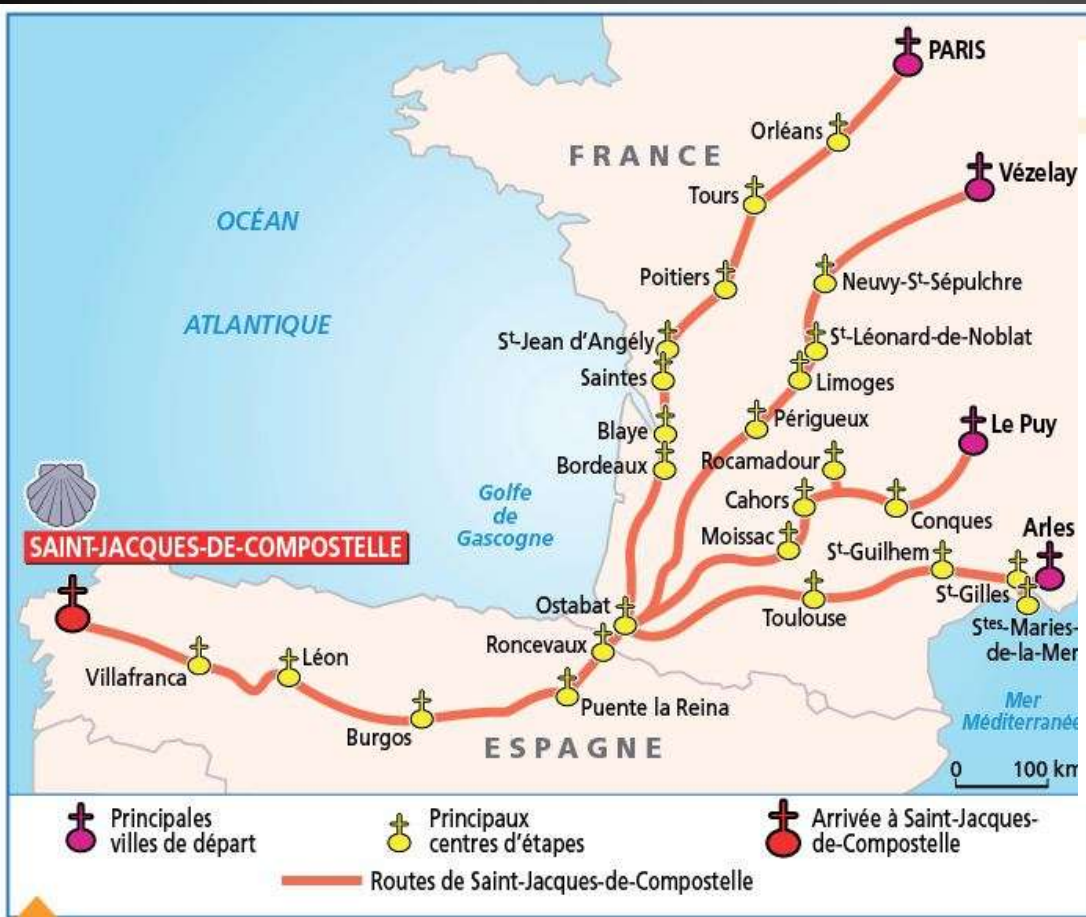 PARIS
Orléans
FRANCE
Vézelay
Tours
OCÉAN
ATLANTIQUE
Poitiers
Neuvy-St-Sépulchre
St-Jean d'Angély
St-Léonard-de-Noblat
Saintes
Limoges
Périgueux
Le Puy
Blaye
Bordeaux
Rocamadour
Golfe
de
Gascogne
Cahors
Conques
Moissac
Arles
SAINT-JACQUES-DE-COMPOSTELLE
St-Guilhem
St-Gilles
Ostabat
Toulouse
Stes-Maries-
de-la-Mer
Roncevaux
Léon
Villafranca
Puente la Reina
Burgos
ESPAGNE
Mer
Méditerranée
0 100 km
Principales
villes de départ
Principaux
centres d'étapes
Arrivée à Saint-Jacques-
de-Compostelle
Routes de Saint-Jacques-de-Compostelle